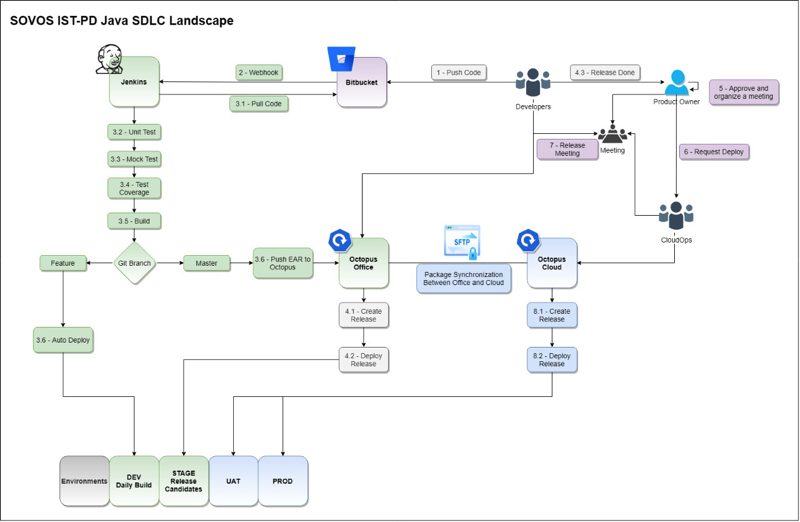 SOVOS IST-PD Java SDLC Landscape
Jenkins
2 - Webhook
3.1 - Pull Code
Bitbucket
1 - Push Code
Developers
4.3 - Release Done
Product Owner
5 - Approve and
organize a meeting
7 - Release
Meeting
Meeting
6 - Request Deploy
CloudOps
3.2 - Unit Test
3.3 - Mock Test
3.4 - Test
Coverage
3.5 - Build
Feature
Git Branch
Master
3.6 - Push EAR to
Octopus
Octopus
Office
SFTP
Package Synchronization
Between Office and Cloud
Octopus
Cloud
3.6 - Auto Deploy
4.1 - Create
Release
4.2 - Deploy
Release
8.1 - Create
Release
8.2 - Deploy
Release
Environments
DEV
Daily Build
STAGE
Release
Candidates
UAT
PROD